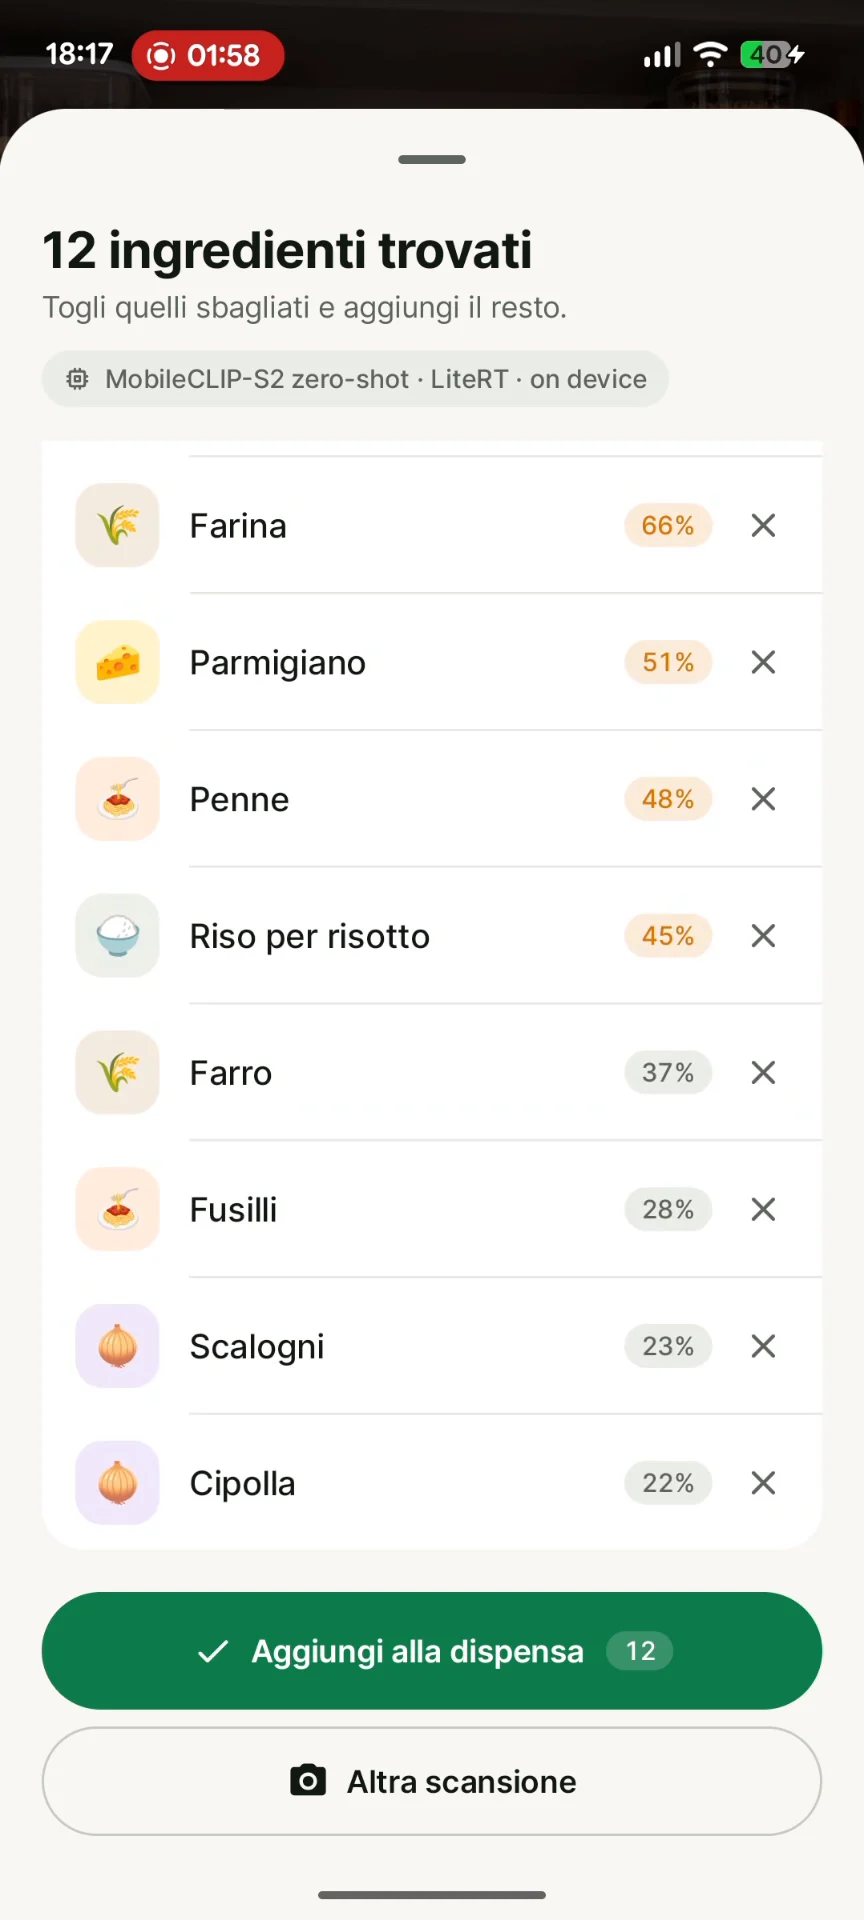 18:17 01:58 40
12 ingredienti trovati
Togli quelli sbagliati e aggiungi il resto.
MobileCLIP-S2 zero-shot · LiteRT · on device
Farina 66%
Parmigiano 51%
Penne 48%
Riso per risotto 45%
Farro 37%
Fusilli 28%
Scalogni 23%
Cipolla 22%
Aggiungi alla dispensa 12
Altra scansione